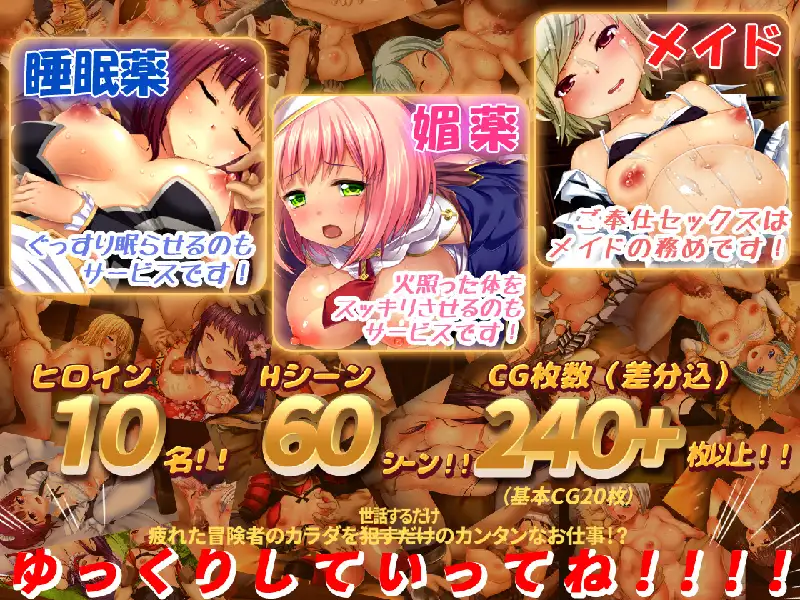 睡眠薬
ぐっすり眠らせるのも
サービスです！
媚薬
火照った体を
スッキリさせるのも
サービスです！
メイド
ご奉仕セックスは
メイドの務めです！
ヒロイン
10名！！
Hシーン
60シーン！！
CG枚数（差分込）
240+枚以上！！
（基本CG20枚）
世話するだけ
疲れた冒険者のカラダを犯すだけのカンタンなお仕事！？
ゆっくりしていってね！！！！